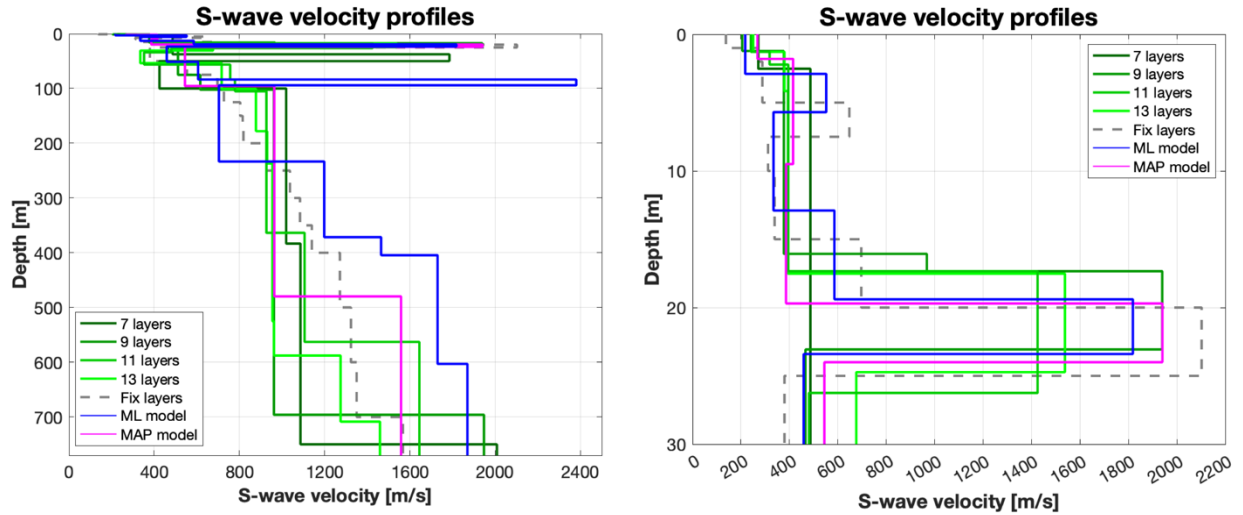 S-wave velocity profiles
0
100
200
300
400
500
600
700
Depth [m]
7 layers
9 layers
11 layers
13 layers
Fix layers
ML model
MAP model
0
400
800
1200
1600
2000
2400
S-wave velocity [m/s]
S-wave velocity profiles
0
10
20
30
Depth [m]
7 layers
9 layers
11 layers
13 layers
Fix layers
ML model
MAP model
0
200
400
600
800
1000
1200
1400
1600
1800
2000
2200
S-wave velocity [m/s]